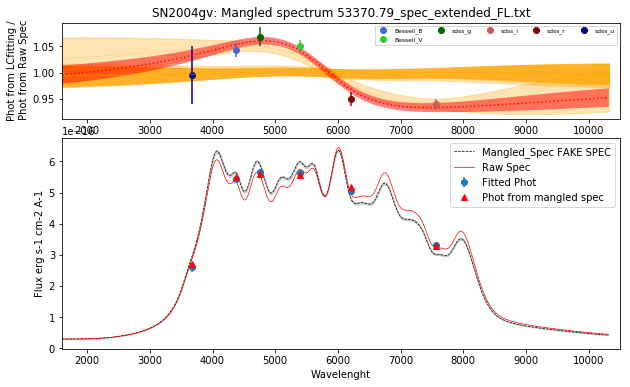 SN2004gv: Mangled spectrum 53370.79_spec_extended_FL.txt
Phot from LCfitting /
Phot from Raw Spec
1.05
1.00
0.95
Bessell_B
Bessell_V
sdss_g
sdss_i
sdss_r
sdss_u
2000 3000 4000 5000 6000 7000 8000 9000 10000
1e−16
Flux erg s-1 cm-2 A-1
6
5
4
3
2
1
0
Mangled_Spec FAKE SPEC
Raw Spec
Fitted Phot
Phot from mangled spec
2000 3000 4000 5000 6000 7000 8000 9000 10000
Wavelenght